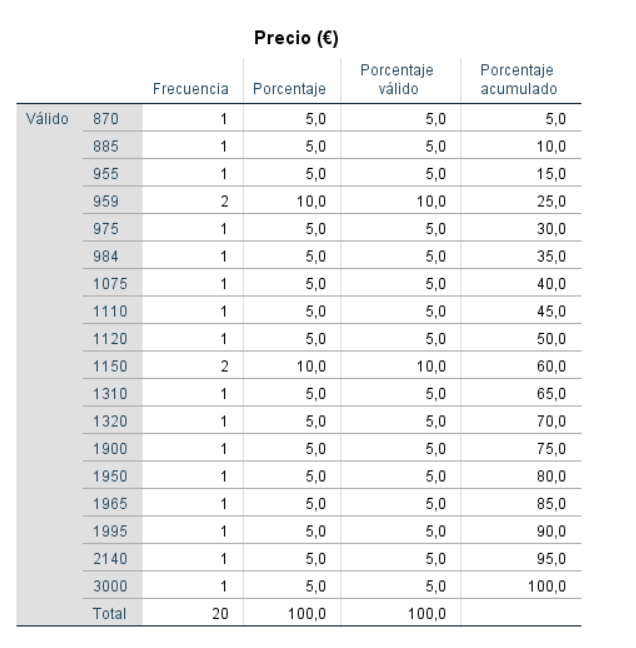 Precio (€)
Frecuencia Porcentaje Porcentaje válido Porcentaje acumulado
Válido 870 1 5,0 5,0 5,0
885 1 5,0 5,0 10,0
955 1 5,0 5,0 15,0
959 2 10,0 10,0 25,0
975 1 5,0 5,0 30,0
984 1 5,0 5,0 35,0
1075 1 5,0 5,0 40,0
1110 1 5,0 5,0 45,0
1120 1 5,0 5,0 50,0
1150 2 10,0 10,0 60,0
1310 1 5,0 5,0 65,0
1320 1 5,0 5,0 70,0
1900 1 5,0 5,0 75,0
1950 1 5,0 5,0 80,0
1965 1 5,0 5,0 85,0
1995 1 5,0 5,0 90,0
2140 1 5,0 5,0 95,0
3000 1 5,0 5,0 100,0
Total 20 100,0 100,0